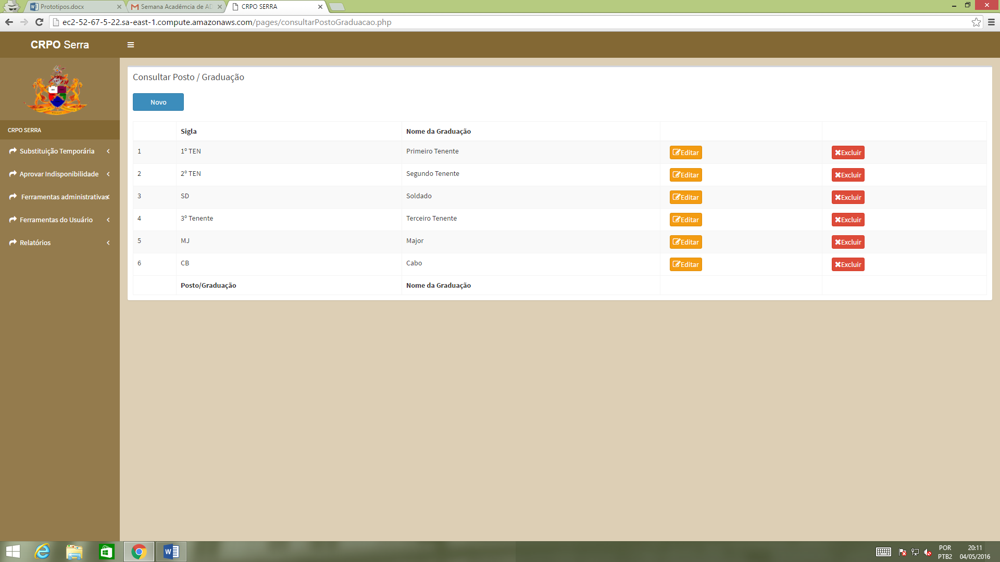 Prototipos.docx
Semana Acadêmcia de AD
CRPO SERRA
ec2-52-67-5-22.sa-east-1.compute.amazonaws.com/pages/consultarPostoGraduacao.php
CRPO Serra
CRPO SERRA
Substituição Temporária
Aprovar Indisponibilidade
Ferramentas administrativas
Ferramentas do Usuário
Relatórios
Consultar Posto / Graduação
Novo
Sigla Nome da Graduação
1 1º TEN Primeiro Tenente Editar Excluir
2 2º TEN Segundo Tenente Editar Excluir
3 SD Soldado Editar Excluir
4 3º Tenente Terceiro Tenente Editar Excluir
5 MJ Major Editar Excluir
6 CB Cabo Editar Excluir
Posto/Graduação Nome da Graduação
POR 20:11
PTB2 04/05/2016